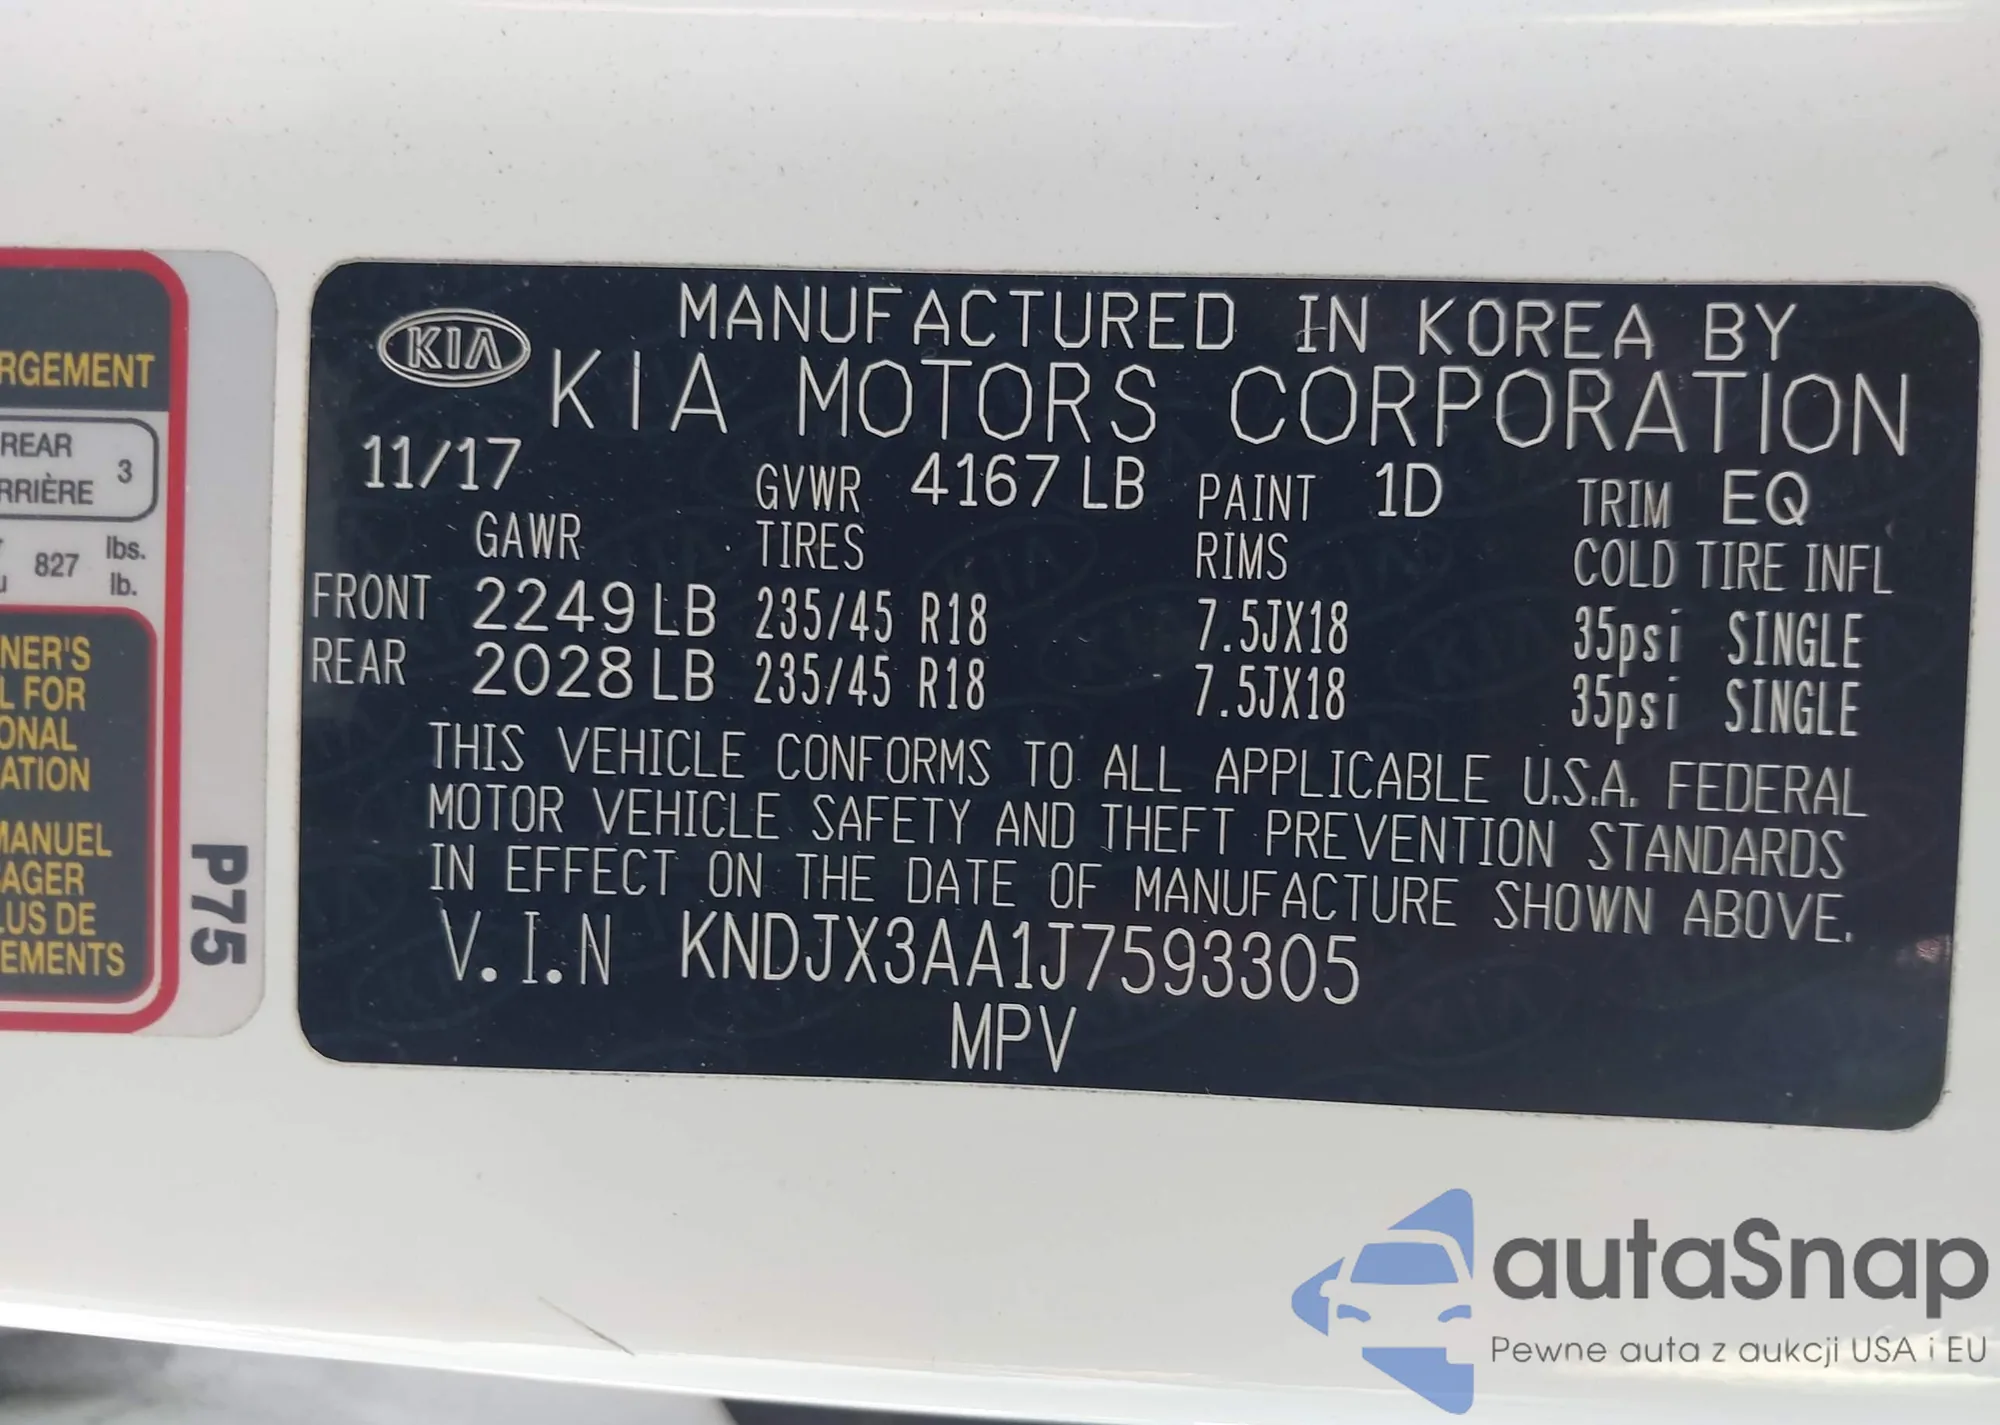 RGEMENT
REAR
RRIÈRE 3
827 lbs.
lb.
NER'S
L FOR
ONAL
ATION
MANUEL
AGER
LUS DE
EMENTS
P75
KIA
MANUFACTURED IN KOREA BY
KIA MOTORS CORPORATION
11/17 GVWR 4167 LB PAINT 1D TRIM EQ
GAWR TIRES RIMS COLD TIRE INFL
FRONT 2249 LB 235/45 R18 7.5JX18 35psi SINGLE
REAR 2028 LB 235/45 R18 7.5JX18 35psi SINGLE
THIS VEHICLE CONFORMS TO ALL APPLICABLE U.S.A. FEDERAL
MOTOR VEHICLE SAFETY AND THEFT PREVENTION STANDARDS
IN EFFECT ON THE DATE OF MANUFACTURE SHOWN ABOVE.
V.I.N KNDJX3AA1J7593305
MPV
autaSnap
Pewne auta z aukcji USA i EU